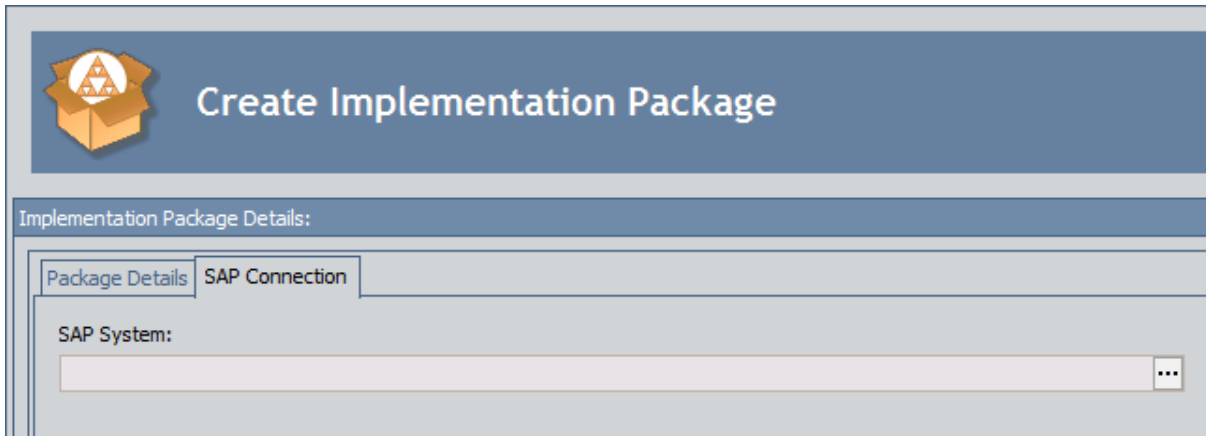 Create Implementation Package
Implementation Package Details:
Package Details SAP Connection
SAP System:
...